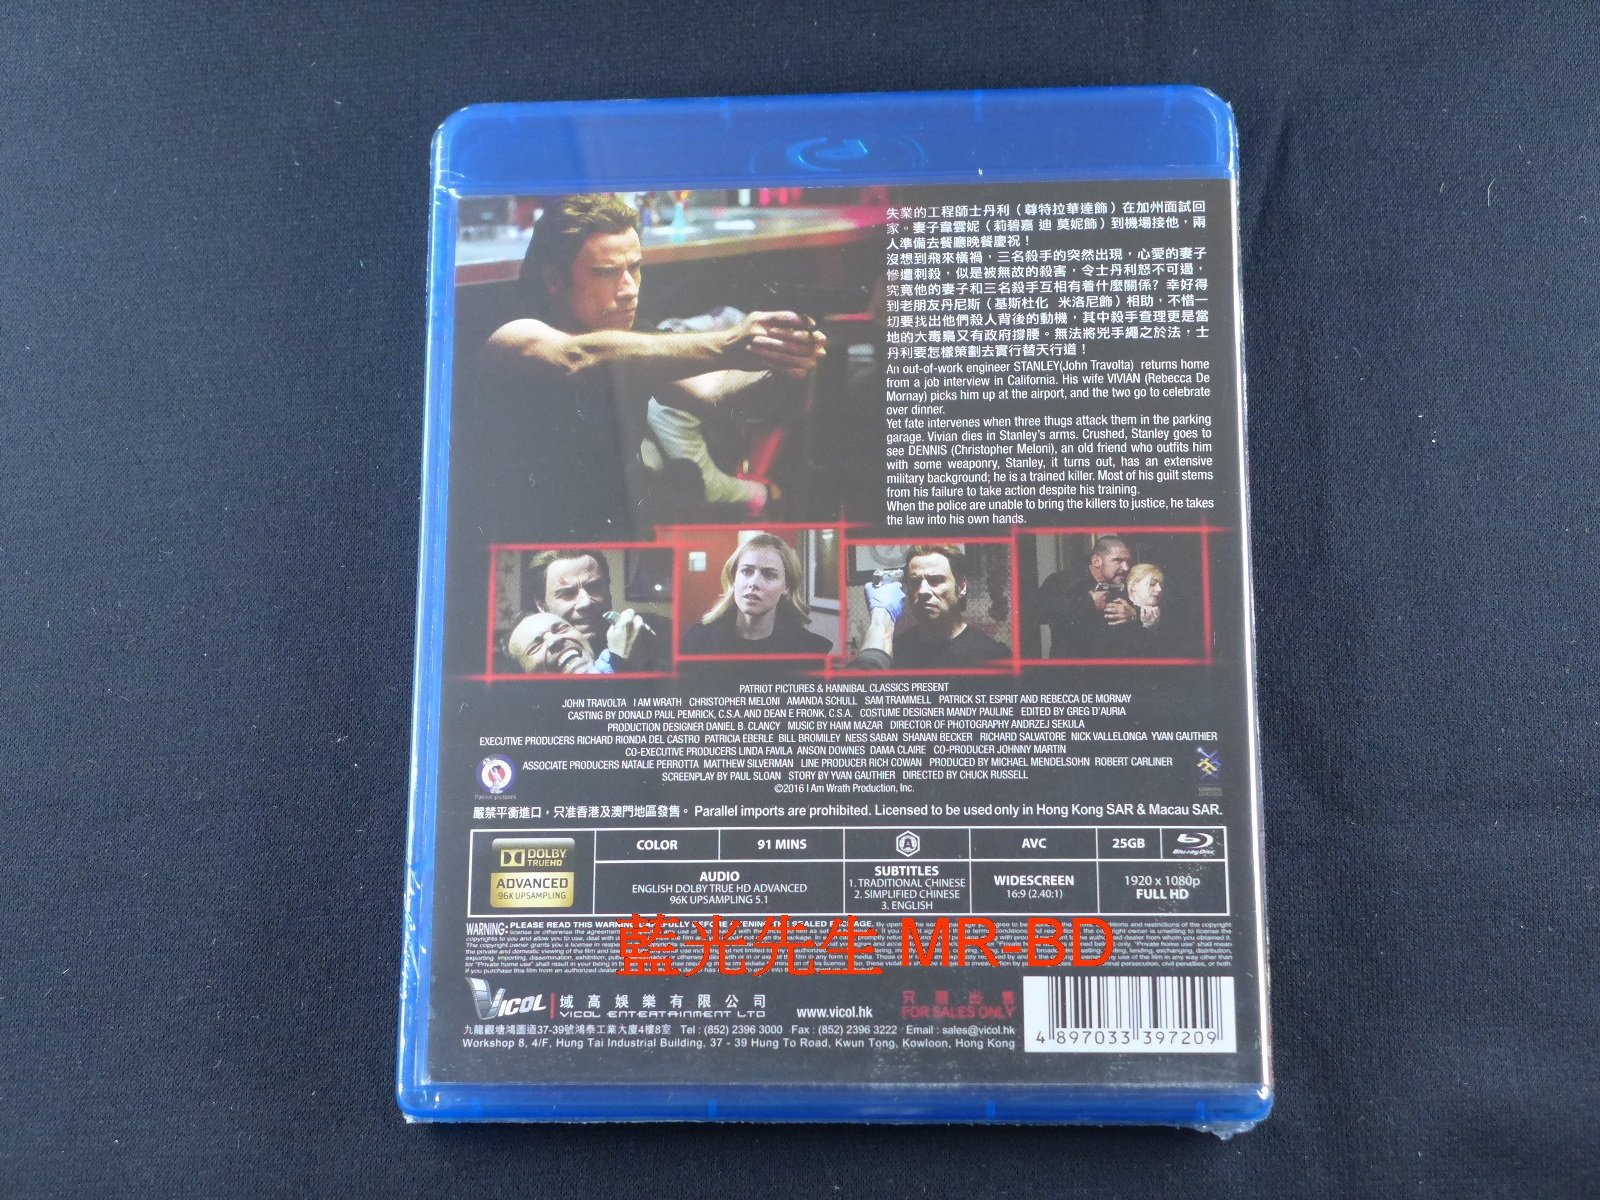 失業的工程師士丹利（尊特拉華達飾）在加州面試回
家。妻子韋雲妮（莉碧嘉 迪 莫妮飾）到機場接他，兩
人準備去餐廳晚餐慶祝！
沒想到飛來橫禍，三名殺手的突然出現，心愛的妻子
慘遭刺殺，似是被無故的殺害，令士丹利怒不可遏，
究竟他的妻子和三名殺手互相有着什麼關係? 幸好得
到老朋友丹尼斯（基斯杜化 米洛尼飾）相助，不惜一
切要找出他們殺人背後的動機，其中殺手查理更是當
地的大毒梟又有政府撐腰。無法將兇手繩之於法，士
丹利要怎樣策劃去實行替天行道！
An out-of-work engineer STANLEY(John Travolta) returns home
from a job interview in California. His wife VIVIAN (Rebecca De
Mornay) picks him up at the airport, and the two go to celebrate
over dinner.
Yet fate intervenes when three thugs attack them in the parking
garage. Vivian dies in Stanley's arms. Crushed, Stanley goes to
see DENNIS (Christopher Meloni), an old friend who outfits him
with some weaponry, Stanley, it turns out, has an extensive
military background; he is a trained killer. Most of his guilt stems
from his failure to take action despite his training.
When the police are unable to bring the killers to justice, he takes
the law into his own hands.
PATRIOT PICTURES & HANNIBAL CLASSICS PRESENT
JOHN TRAVOLTA I AM WRATH CHRISTOPHER MELONI AMANDA SCHULL SAM TRAMMELL PATRICK ST. ESPRIT AND REBECCA DE MORNAY
CASTING BY DONALD PAUL PEMRICK, C.S.A. AND DEAN E FRONK, C.S.A. COSTUME DESIGNER MANDY PAULINE EDITED BY GREG D'AURIA
PRODUCTION DESIGNER DANIEL B. CLANCY MUSIC BY HAIM MAZAR DIRECTOR OF PHOTOGRAPHY ANDRZEJ SEKULA
EXECUTIVE PRODUCERS RICHARD RIONDA DEL CASTRO PATRICIA EBERLE BILL BROMILEY NESS SABAN SHANAN BECKER RICHARD SALVATORE NICK VALLELONGA YVAN GAUTHIER
CO-EXECUTIVE PRODUCERS LINDA FAVILA ANSON DOWNES DAMA CLAIRE CO-PRODUCER JOHNNY MARTIN
ASSOCIATE PRODUCERS NATALIE PERROTTA MATTHEW SILVERMAN LINE PRODUCER RICH COWAN PRODUCED BY MICHAEL MENDELSOHN ROBERT CARLINER
SCREENPLAY BY PAUL SLOAN STORY BY YVAN GAUTHIER DIRECTED BY CHUCK RUSSELL
©2016 I Am Wrath Production, Inc.
Patriot pictures
嚴禁平衡進口，只准香港及澳門地區發售。 Parallel imports are prohibited. Licensed to be used only in Hong Kong SAR & Macau SAR.
DOLBY TRUEHD
ADVANCED
96K UPSAMPLING
COLOR 91 MINS A AVC 25GB Blu-ray Disc
AUDIO
ENGLISH DOLBY TRUE HD ADVANCED
96K UPSAMPLING 5.1
SUBTITLES
1. TRADITIONAL CHINESE
2. SIMPLIFIED CHINESE
3. ENGLISH
WIDESCREEN
16:9 (2.40:1)
1920 x 1080p
FULL HD
WARNING: PLEASE READ THIS WARNING CAREFULLY BEFORE OPENING THE SEALED PACKAGE.
藍光先生 MR-BD
VICOL 域高娛樂有限公司
VICOL ENTERTAINMENT LTD
www.vicol.hk
只限出售
FOR SALES ONLY
九龍觀塘鴻圖道37-39號鴻泰工業大廈4樓8室 Tel : (852) 2396 3000 Fax : (852) 2396 3222 Email : sales@vicol.hk
Workshop 8, 4/F, Hung Tai Industrial Building, 37 - 39 Hung To Road, Kwun Tong, Kowloon, Hong Kong
4 897033 397209